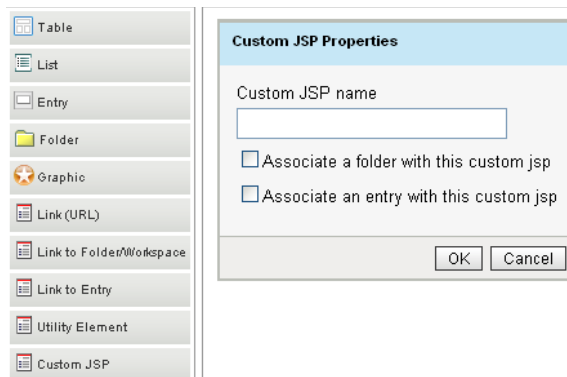 Table
List
Entry
Folder
Graphic
Link (URL)
Link to Folder/Workspace
Link to Entry
Utility Element
Custom JSP
Custom JSP Properties
Custom JSP name
Associate a folder with this custom jsp
Associate an entry with this custom jsp
OK Cancel